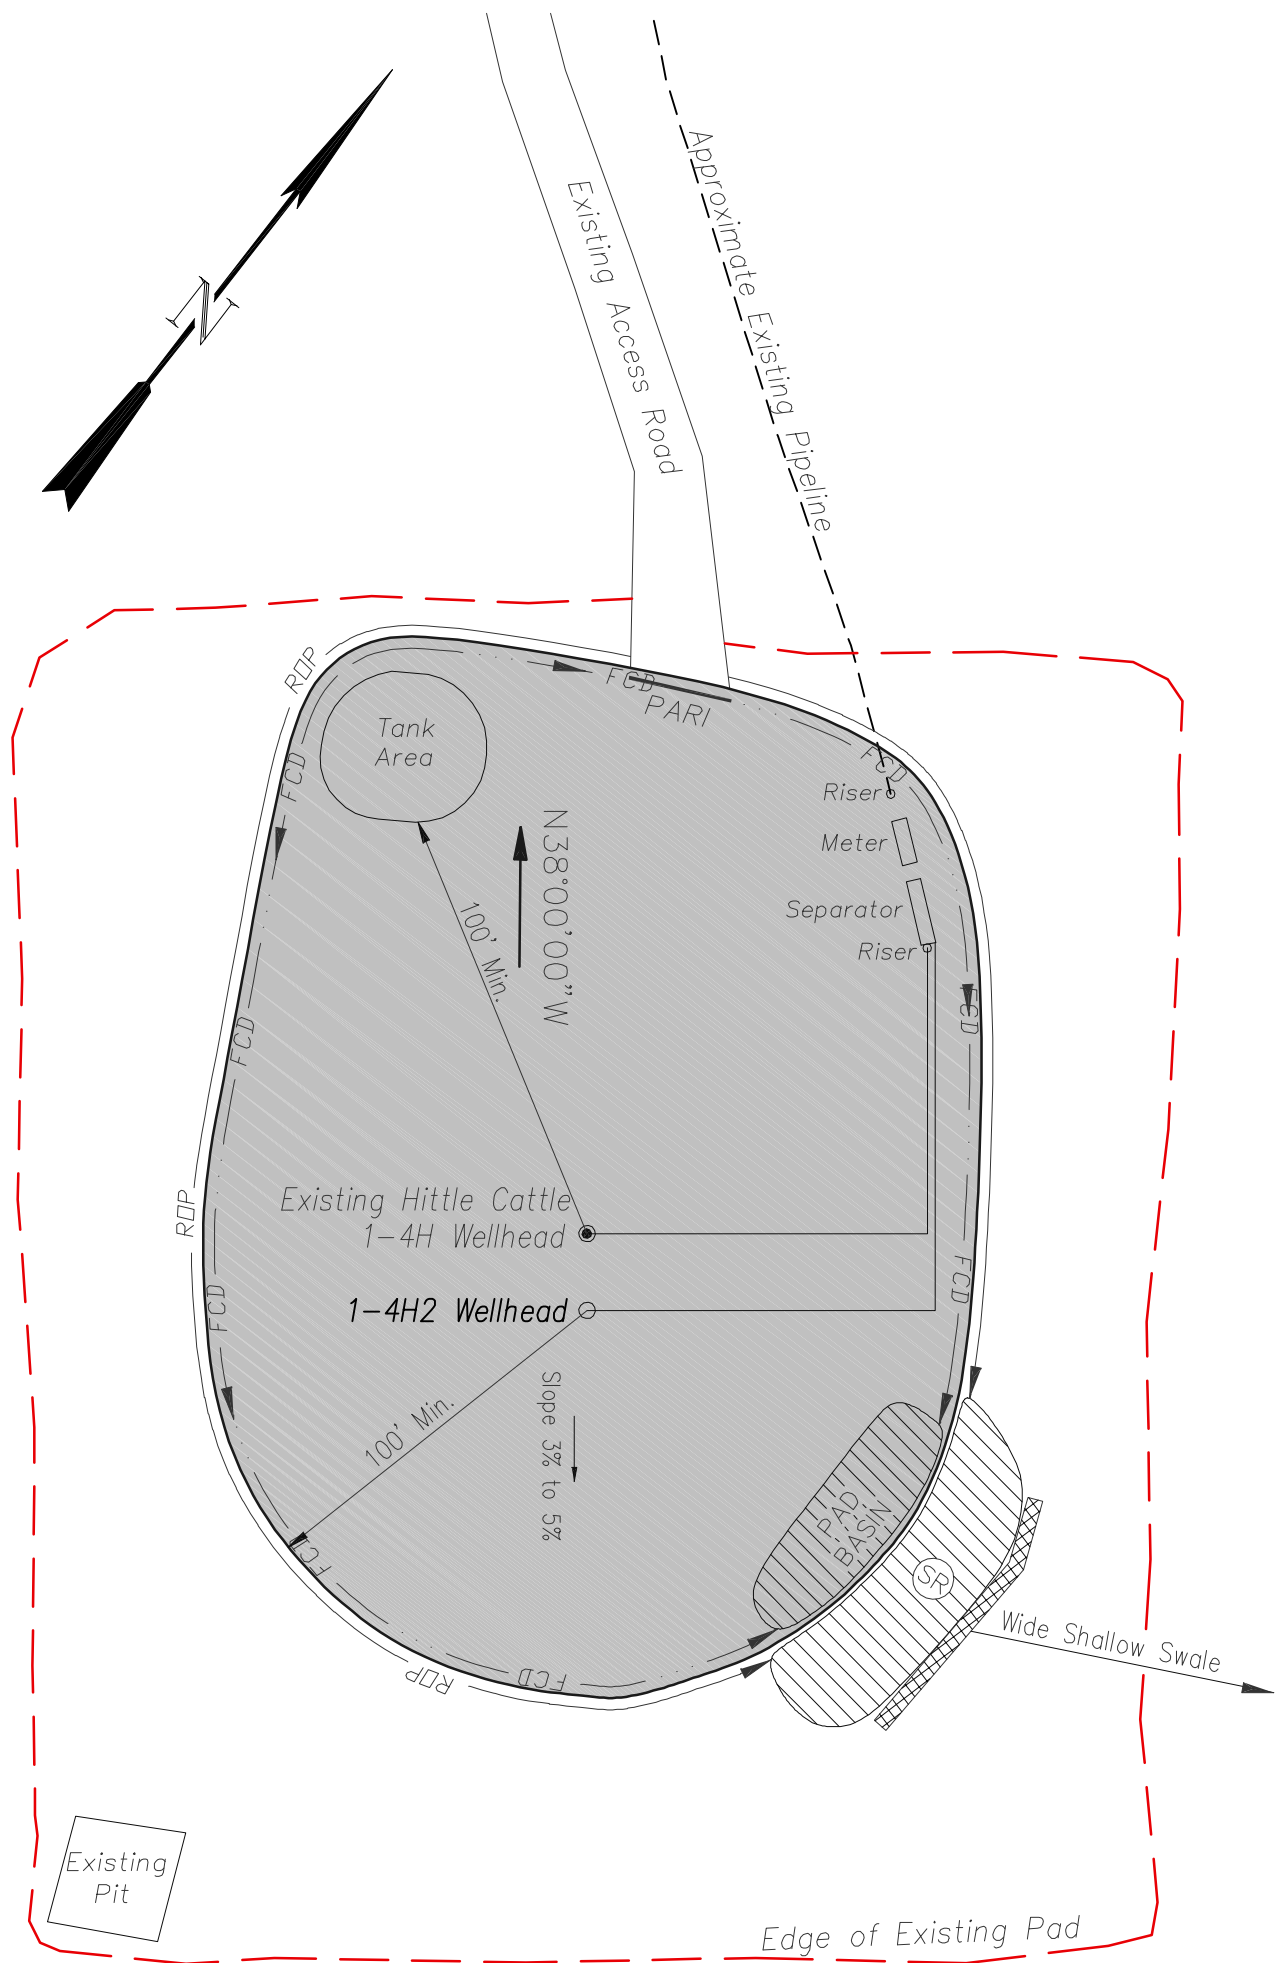 Approximate Existing Pipeline
Existing Access Road
N
ROP
FCD
PARI
FCD
FCD
Tank
Area
Riser
Meter
Separator
Riser
N38°00'00"W
100' Min.
FCD
FCD
ROP
Existing Hittle Cattle
1-4H Wellhead
FCD
FCD
1-4H2 Wellhead
Slope 3% to 5%
100' Min.
PAD
BASIN
FCD
SR
Wide Shallow Swale
ROP
FCD
Existing
Pit
Edge of Existing Pad